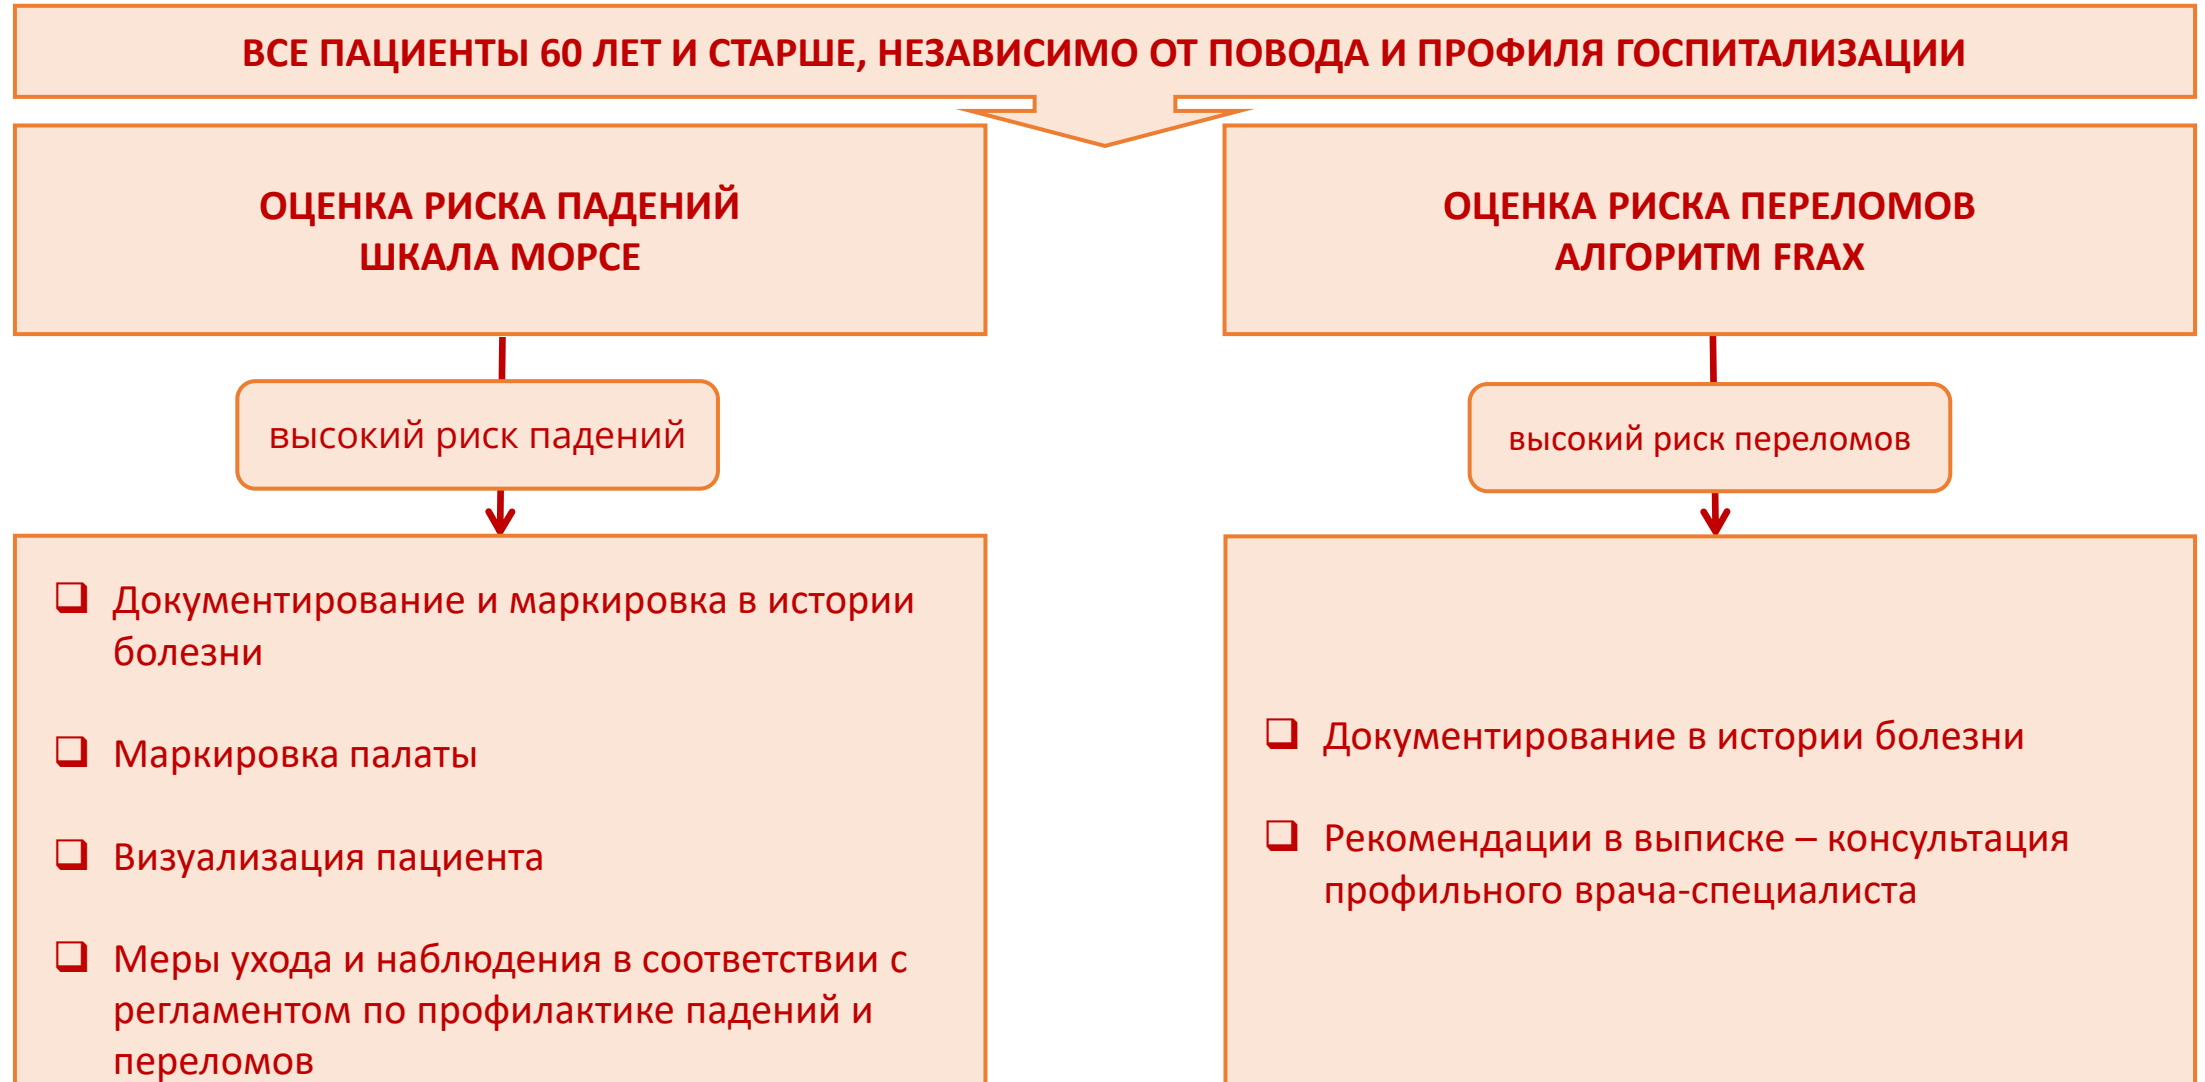 ВСЕ ПАЦИЕНТЫ 60 ЛЕТ И СТАРШЕ, НЕЗАВИСИМО ОТ ПОВОДА И ПРОФИЛЯ ГОСПИТАЛИЗАЦИИ
ОЦЕНКА РИСКА ПАДЕНИЙ
ШКАЛА МОРСЕ
высокий риск падений
Документирование и маркировка в истории
болезни
Маркировка палаты
Визуализация пациента
Меры ухода и наблюдения в соответствии с
регламентом по профилактике падений и
переломов
ОЦЕНКА РИСКА ПЕРЕЛОМОВ
АЛГОРИТМ FRAX
высокий риск переломов
Документирование в истории болезни
Рекомендации в выписке – консультация
профильного врача-специалиста